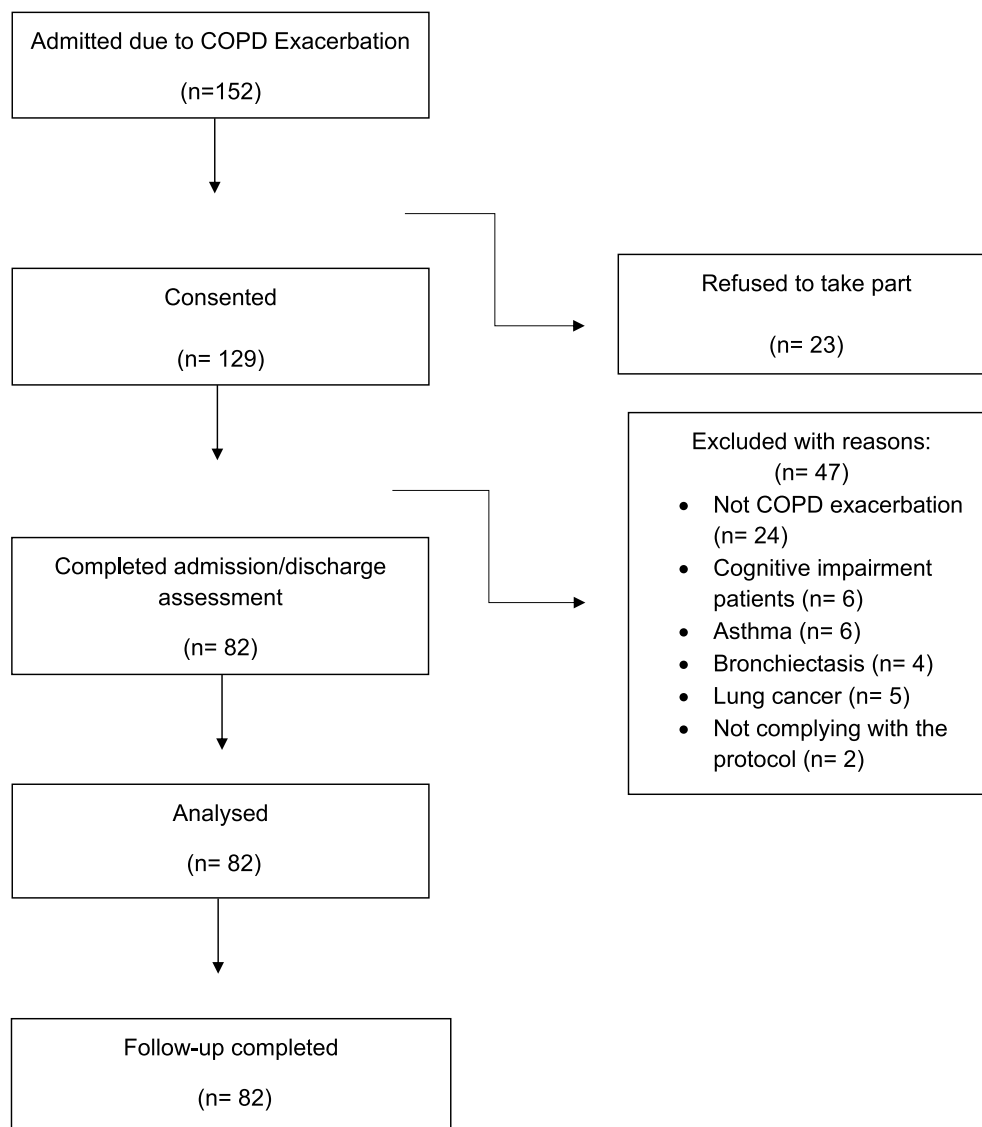 Admitted due to COPD Exacerbation
(n=152)
Consented
(n= 129)
Refused to take part
(n= 23)
Excluded with reasons:
(n= 47)
• Not COPD exacerbation
(n= 24)
• Cognitive impairment
patients (n= 6)
• Asthma (n= 6)
• Bronchiectasis (n= 4)
• Lung cancer (n= 5)
• Not complying with the
protocol (n= 2)
Completed admission/discharge
assessment
(n= 82)
Analysed
(n= 82)
Follow-up completed
(n= 82)